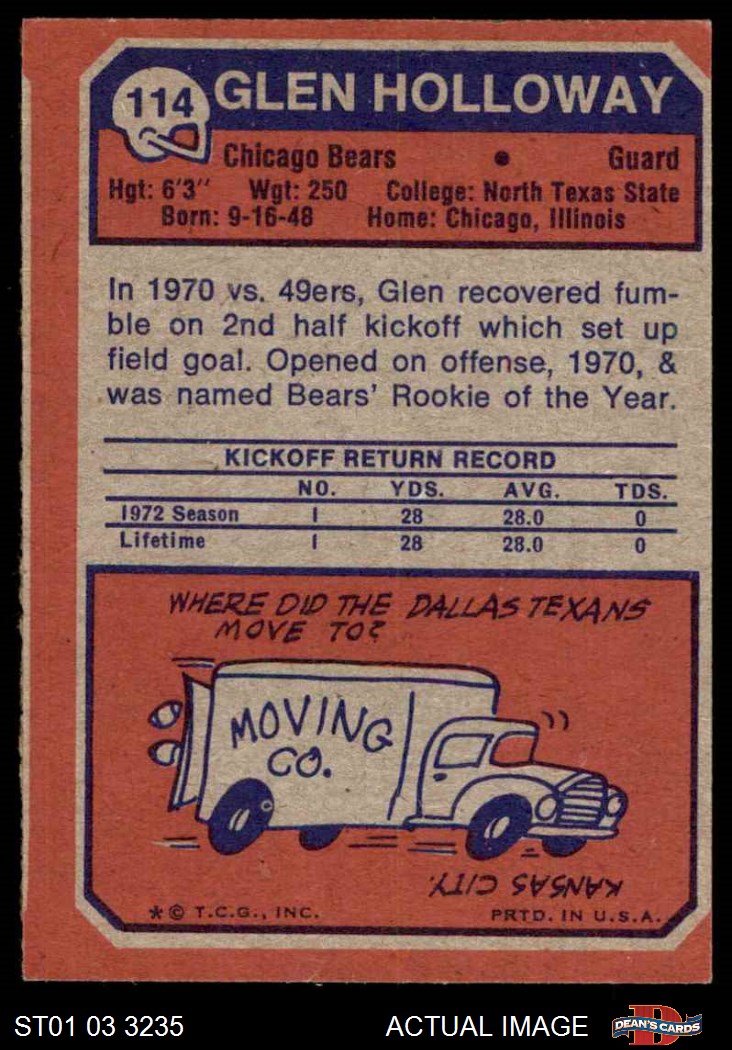 114 GLEN HOLLOWAY
Chicago Bears • Guard
Hgt: 6'3" Wgt: 250 College: North Texas State
Born: 9-16-48 Home: Chicago, Illinois
In 1970 vs. 49ers, Glen recovered fum-
ble on 2nd half kickoff which set up
field goal. Opened on offense, 1970, &
was named Bears' Rookie of the Year.
KICKOFF RETURN RECORD
NO. YDS. AVG. TDS.
1972 Season 1 28 28.0 0
Lifetime 1 28 28.0 0
WHERE DID THE DALLAS TEXANS
MOVE TO?
MOVING
CO.
KANSAS CITY.
*© T.C.G., INC. PRTD. IN U.S.A.
ST01 03 3235 ACTUAL IMAGE D DEAN'S CARDS